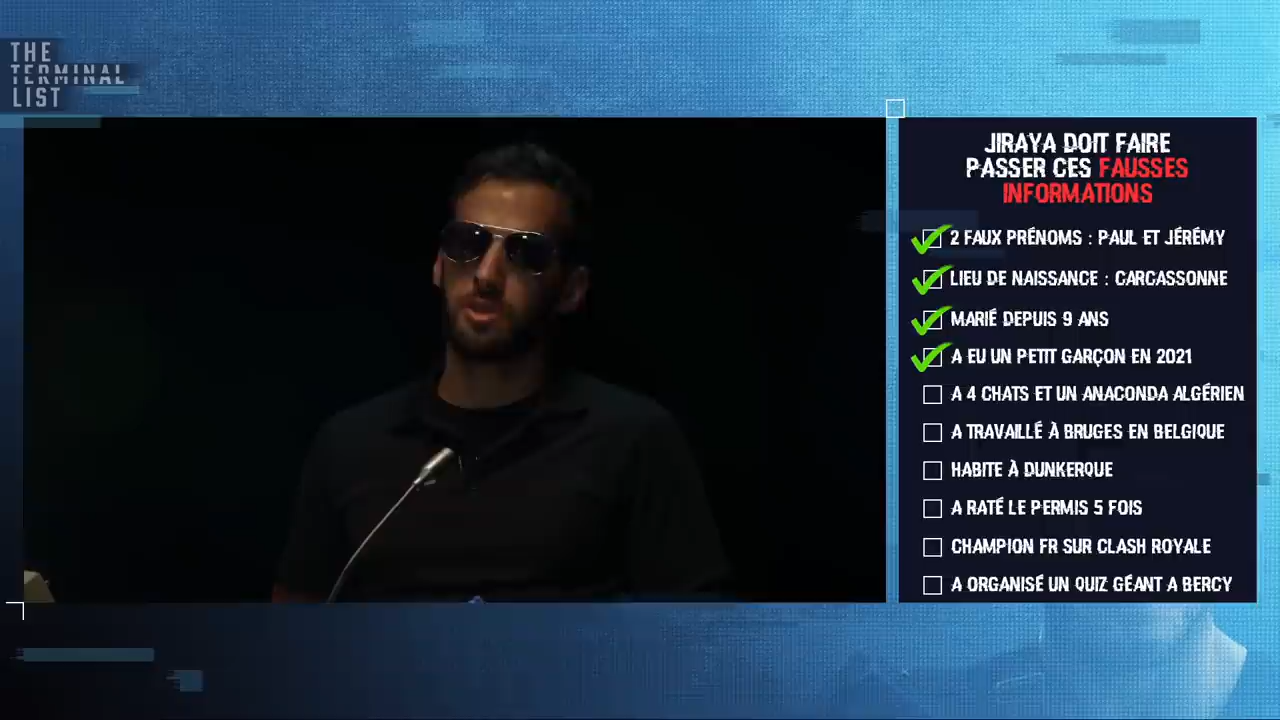 THE
TERMINAL
LIST
JIRAYA DOIT FAIRE
PASSER CES FAUSSES
INFORMATIONS
2 FAUX PRÉNOMS : PAUL ET JÉRÉMY
LIEU DE NAISSANCE : CARCASSONNE
MARIÉ DEPUIS 9 ANS
A EU UN PETIT GARÇON EN 2021
A 4 CHATS ET UN ANACONDA ALGÉRIEN
A TRAVAILLÉ À BRUGES EN BELGIQUE
HABITE À DUNKERQUE
A RATÉ LE PERMIS 5 FOIS
CHAMPION FR SUR CLASH ROYALE
A ORGANISÉ UN QUIZ GÉANT A BERCY